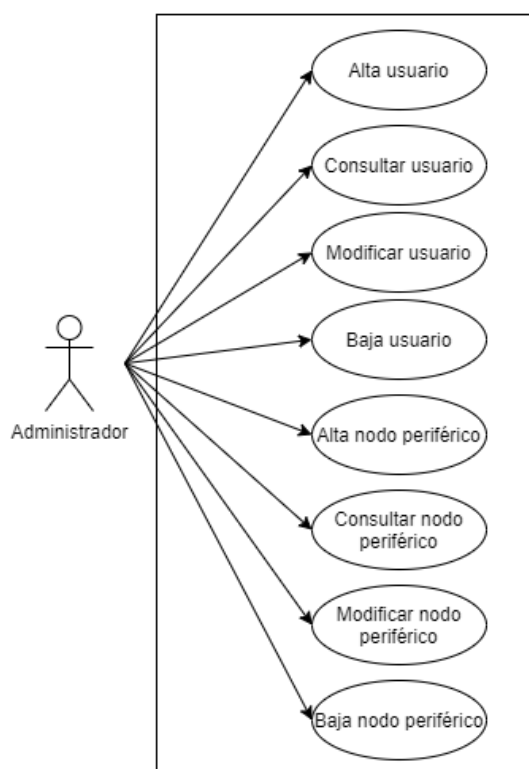 Alta usuario
Consultar usuario
Modificar usuario
Baja usuario
Administrador
Alta nodo periférico
Consultar nodo
periférico
Modificar nodo
periférico
Baja nodo periférico